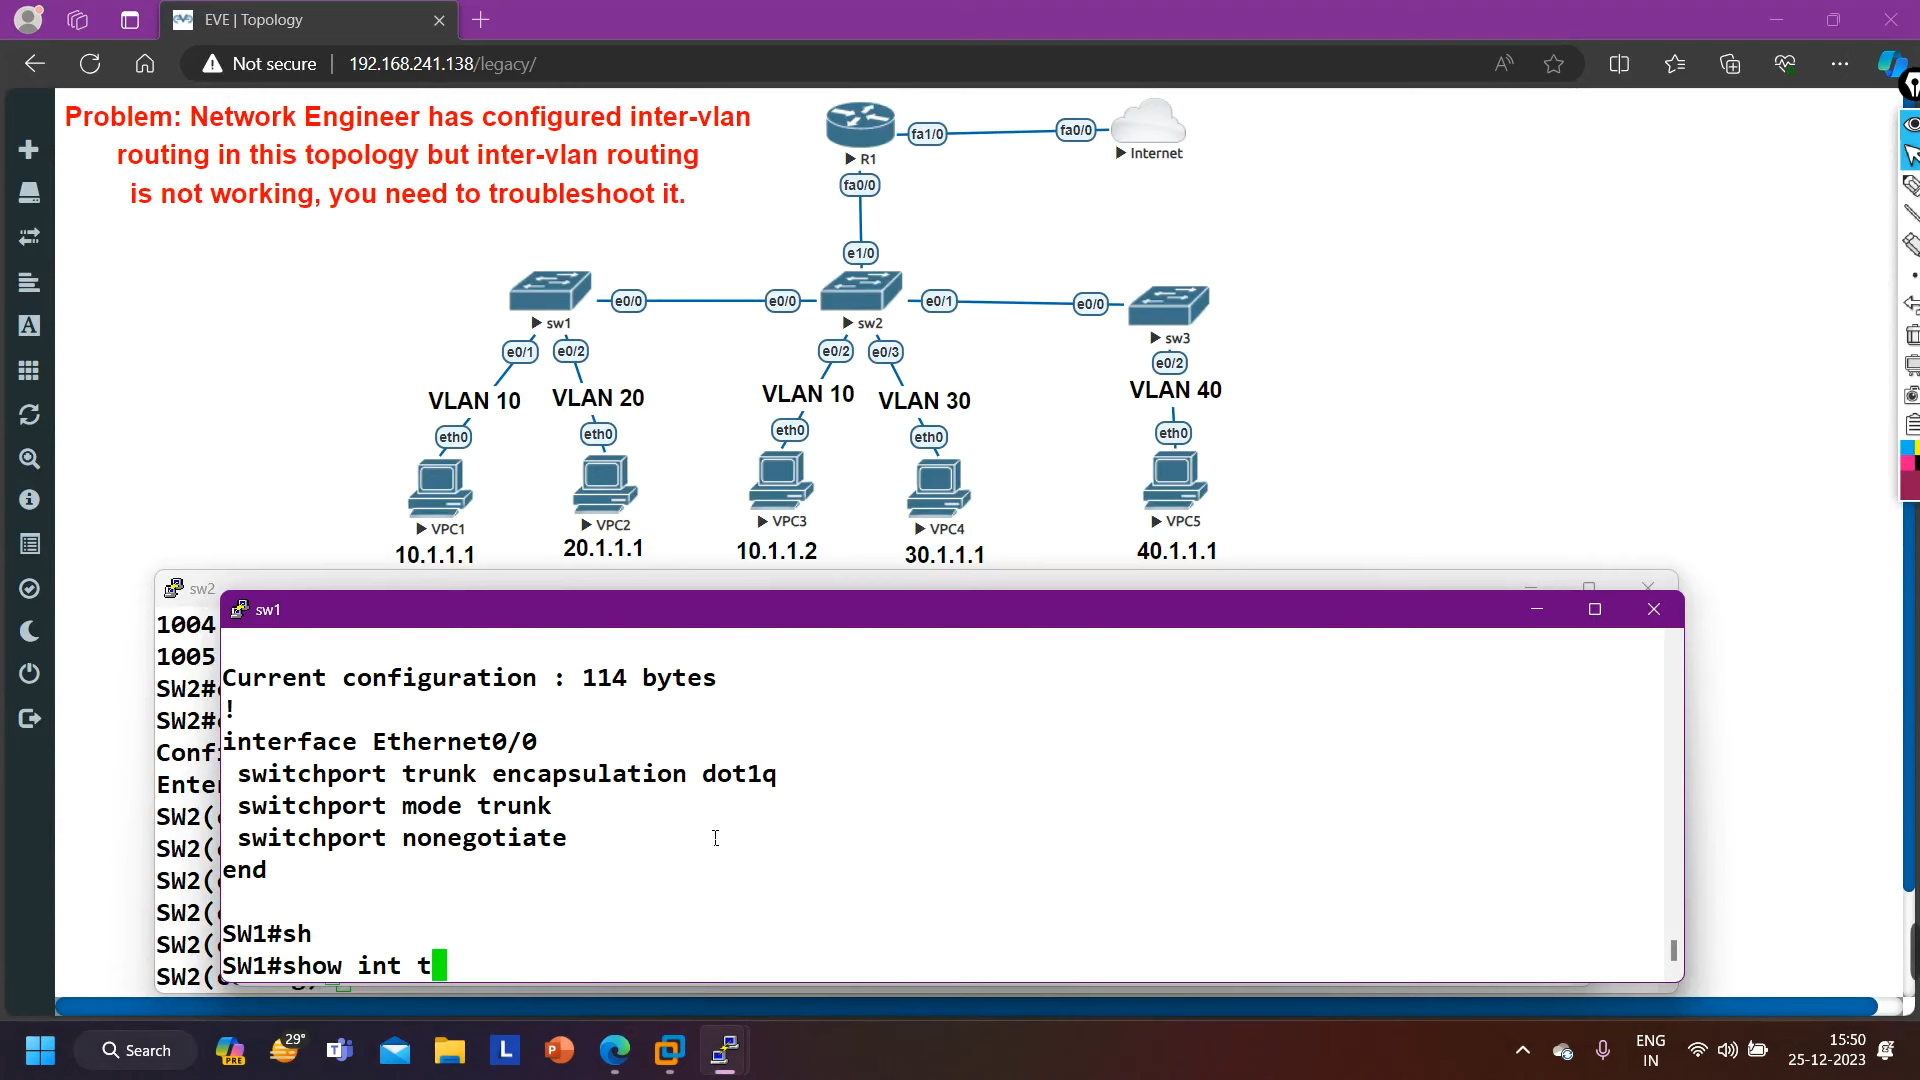 EVE | Topology
Not secure
192.168.241.138/legacy/
Problem: Network Engineer has configured inter-vlan
routing in this topology but inter-vlan routing
is not working, you need to troubleshoot it.
R1
fa1/0
fa0/0
Internet
fa0/0
e1/0
sw1
e0/0
e0/0
sw2
e0/1
e0/0
sw3
e0/1
e0/2
e0/2
e0/3
e0/2
VLAN 10
VLAN 20
VLAN 10
VLAN 30
VLAN 40
eth0
eth0
eth0
eth0
eth0
VPC1
VPC2
VPC3
VPC4
VPC5
10.1.1.1
20.1.1.1
10.1.1.2
30.1.1.1
40.1.1.1
sw2
1004
1005
SW2#
SW2#
Conf
Enter
SW2(
SW2(
SW2(
SW2(
SW2(
SW2(
sw1
Current configuration : 114 bytes
!
interface Ethernet0/0
switchport trunk encapsulation dot1q
switchport mode trunk
switchport nonegotiate
end
SW1#sh
SW1#show int t
Search
PRE
29°
L
ENG
IN
15:50
25-12-2023